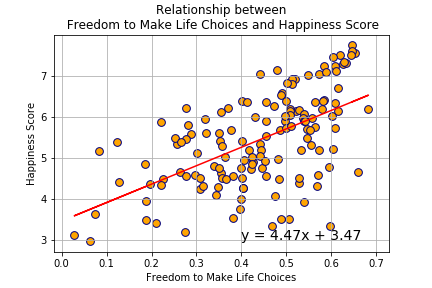 Relationship between
Freedom to Make Life Choices and Happiness Score
Happiness Score
7
6
5
4
3
y = 4.47x + 3.47
0.0 0.1 0.2 0.3 0.4 0.5 0.6 0.7
Freedom to Make Life Choices